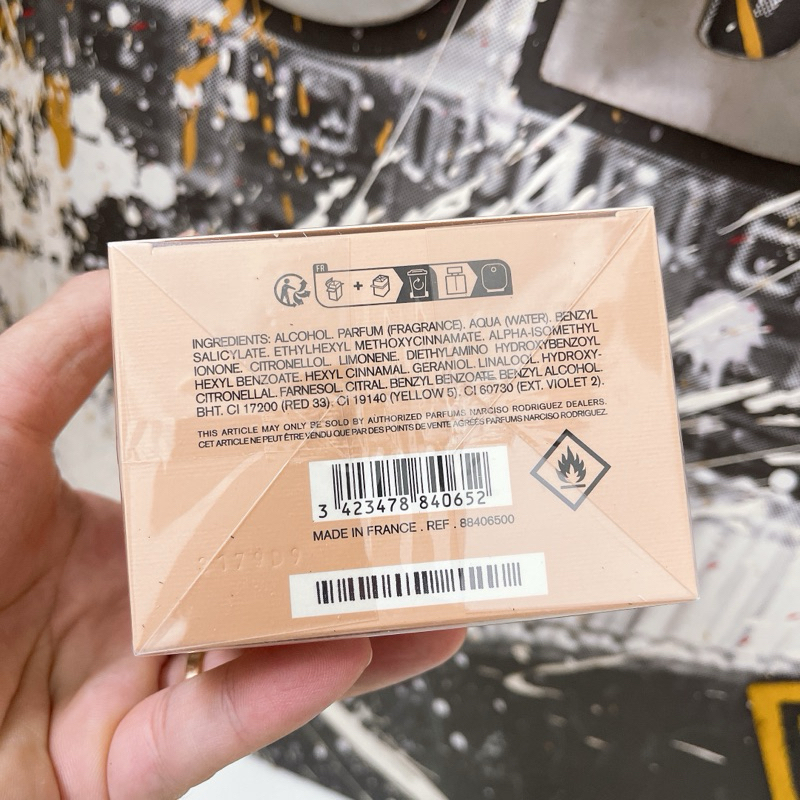 FR
INGREDIENTS: ALCOHOL. PARFUM (FRAGRANCE). AQUA (WATER). BENZYL
SALICYLATE. ETHYLHEXYL METHOXYCINNAMATE. ALPHA-ISOMETHYL
IONONE. CITRONELLOL. LIMONENE. DIETHYLAMINO HYDROXYBENZOYL
HEXYL BENZOATE. HEXYL CINNAMAL. GERANIOL. LINALOOL. HYDROXY-
CITRONELLAL. FARNESOL. CITRAL. BENZYL BENZOATE. BENZYL ALCOHOL.
BHT. CI 17200 (RED 33). CI 19140 (YELLOW 5). CI 60730 (EXT. VIOLET 2).
THIS ARTICLE MAY ONLY BE SOLD BY AUTHORIZED PARFUMS NARCISO RODRIGUEZ DEALERS.
CET ARTICLE NE PEUT ÊTRE VENDU QUE PAR DES POINTS DE VENTE AGRÉÉS PARFUMS NARCISO RODRIGUEZ.
3 423478 840652
MADE IN FRANCE . REF . 88406500